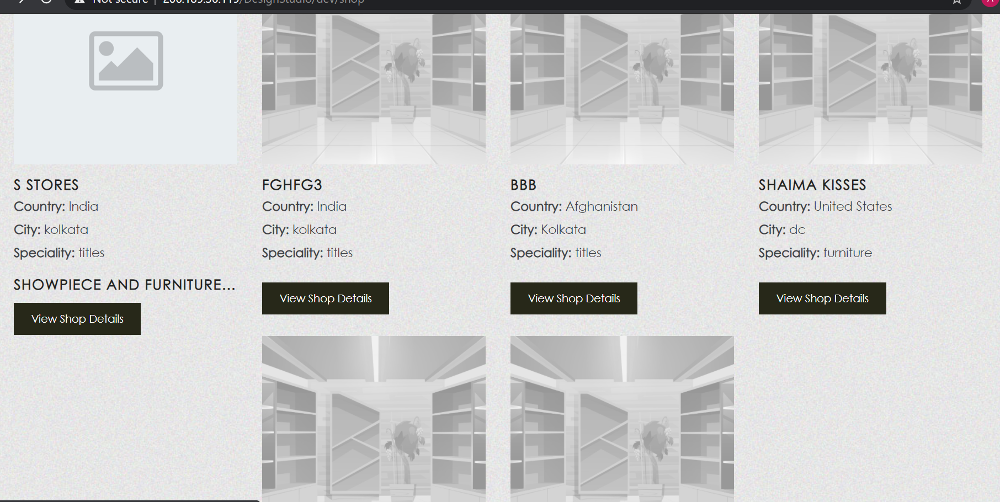 Not secure
/DesignStudio/dev/shop
S STORES
Country: India
City: kolkata
Speciality: titles
SHOWPIECE AND FURNITURE...
View Shop Details
FGHFG3
Country: India
City: kolkata
Speciality: titles
View Shop Details
BBB
Country: Afghanistan
City: Kolkata
Speciality: titles
View Shop Details
SHAIMA KISSES
Country: United States
City: dc
Speciality: furniture
View Shop Details